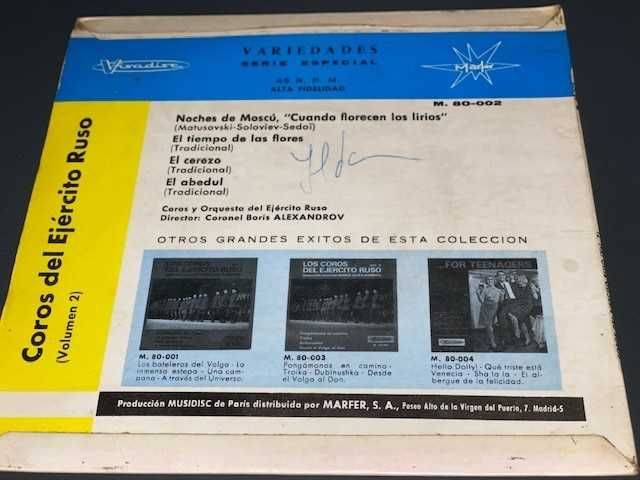 Visadisc
VARIEDADES
SERIE ESPECIAL
45 R. P. M.
ALTA FIDELIDAD
Marfer
M. 80-002
Noches de Moscú, "Cuando florecen los lirios"
(Matusovski-Soloviev-Sedoï)
El tiempo de las flores
(Tradicional)
El cerezo
(Tradicional)
El abedul
(Tradicional)
Coros y Orquesta del Ejército Ruso
Director: Coronel Boris ALEXANDROV
Coros del Ejército Ruso
(Volumen 2)
OTROS GRANDES EXITOS DE ESTA COLECCION
LOS COROS
DEL EJERCITO RUSO
M. 80-001
Los bateleros del Volga - La
inmensa estepa - Una cam-
pana - A través del Universo.
LOS COROS
DEL EJERCITO RUSO
M. 80-003
Pongámonos en camino -
Troika - Dubinushka - Desde
el Volga al Don.
...FOR TEENAGERS
M. 80-004
Hello Dolly! - Qué triste está
Venecia - Sha la la - El al-
bergue de la felicidad.
Producción MUSIDISC de París distribuida por MARFER, S. A., Paseo Alto de la Virgen del Puerto, 7. Madrid-5